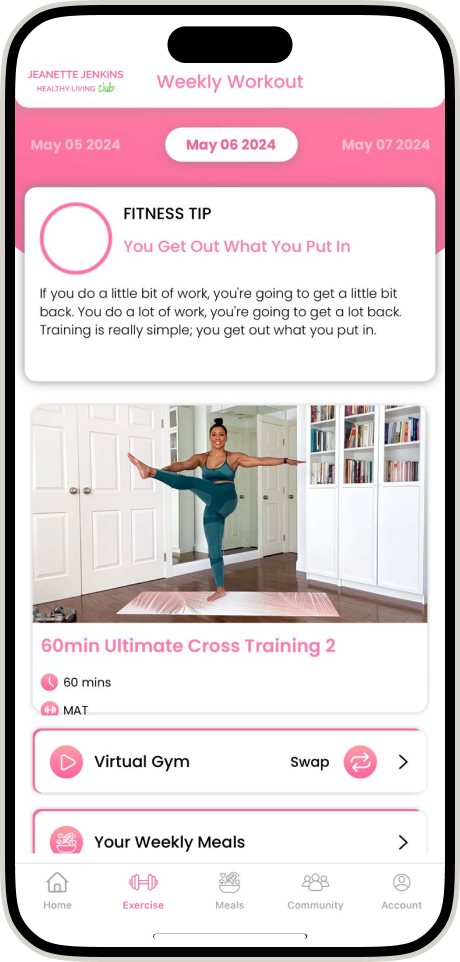 JEANETTE JENKINS
HEALTHY LIVING club
Weekly Workout
May 05 2024
May 06 2024
May 07 2024
FITNESS TIP
You Get Out What You Put In
If you do a little bit of work, you're going to get a little bit
back. You do a lot of work, you're going to get a lot back.
Training is really simple; you get out what you put in.
60min Ultimate Cross Training 2
60 mins
MAT
Virtual Gym
Swap
Your Weekly Meals
Home
Exercise
Meals
Community
Account